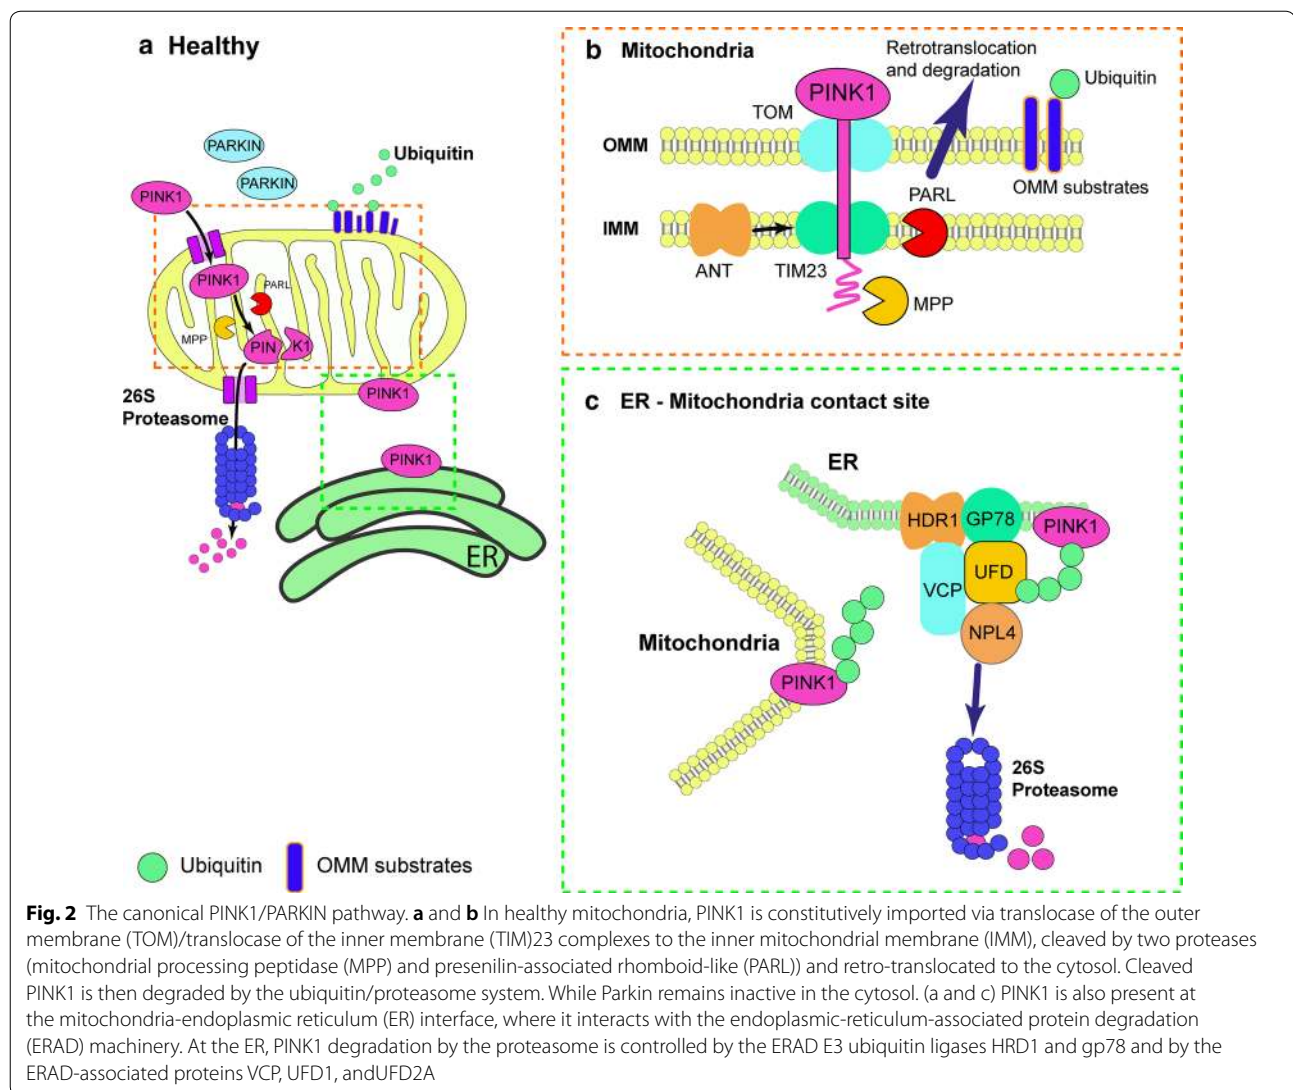 a Healthy
PARKIN
PARKIN
Ubiquitin
PINK1
PINK1
PARL
MPP
PIN K1
PINK1
26S
Proteasome
PINK1
ER
Ubiquitin
OMM substrates
b Mitochondria
Retrotranslocation
and degradation
PINK1
Ubiquitin
TOM
OMM
OMM substrates
PARL
IMM
ANT
TIM23
MPP
c ER - Mitochondria contact site
ER
HDR1
GP78
PINK1
VCP
UFD
NPL4
Mitochondria
PINK1
26S
Proteasome
Fig. 2 The canonical PINK1/PARKIN pathway. a and b In healthy mitochondria, PINK1 is constitutively imported via translocase of the outer
membrane (TOM)/translocase of the inner membrane (TIM)23 complexes to the inner mitochondrial membrane (IMM), cleaved by two proteases
(mitochondrial processing peptidase (MPP) and presenilin-associated rhomboid-like (PARL)) and retro-translocated to the cytosol. Cleaved
PINK1 is then degraded by the ubiquitin/proteasome system. While Parkin remains inactive in the cytosol. (a and c) PINK1 is also present at
the mitochondria-endoplasmic reticulum (ER) interface, where it interacts with the endoplasmic-reticulum-associated protein degradation
(ERAD) machinery. At the ER, PINK1 degradation by the proteasome is controlled by the ERAD E3 ubiquitin ligases HRD1 and gp78 and by the
ERAD-associated proteins VCP, UFD1, andUFD2A